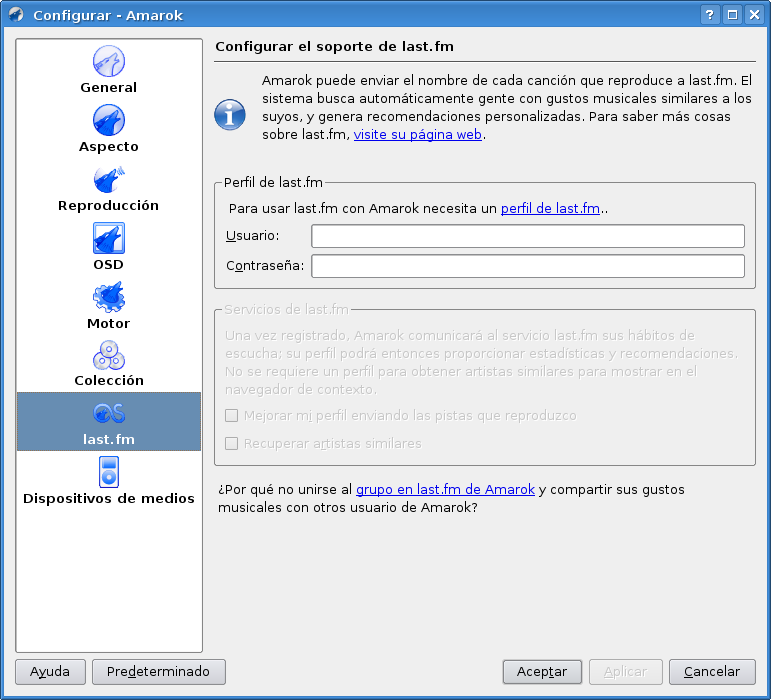 Configurar - Amarok
?
General
Aspecto
Reproducción
OSD
Motor
Colección
last.fm
Dispositivos de medios
Configurar el soporte de last.fm
Amarok puede enviar el nombre de cada canción que reproduce a last.fm. El
sistema busca automáticamente gente con gustos musicales similares a los
suyos, y genera recomendaciones personalizadas. Para saber más cosas
sobre last.fm, visite su página web.
Perfil de last.fm
Para usar last.fm con Amarok necesita un perfil de last.fm..
Usuario:
Contraseña:
Servicios de last.fm
Una vez registrado, Amarok comunicará al servicio last.fm sus hábitos de
escucha; su perfil podrá entonces proporcionar estadísticas y recomendaciones.
No se requiere un perfil para obtener artistas similares para mostrar en el
navegador de contexto.
Mejorar mi perfil enviando las pistas que reproduzco
Recuperar artistas similares
¿Por qué no unirse al grupo en last.fm de Amarok y compartir sus gustos
musicales con otros usuario de Amarok?
Ayuda
Predeterminado
Aceptar
Aplicar
Cancelar